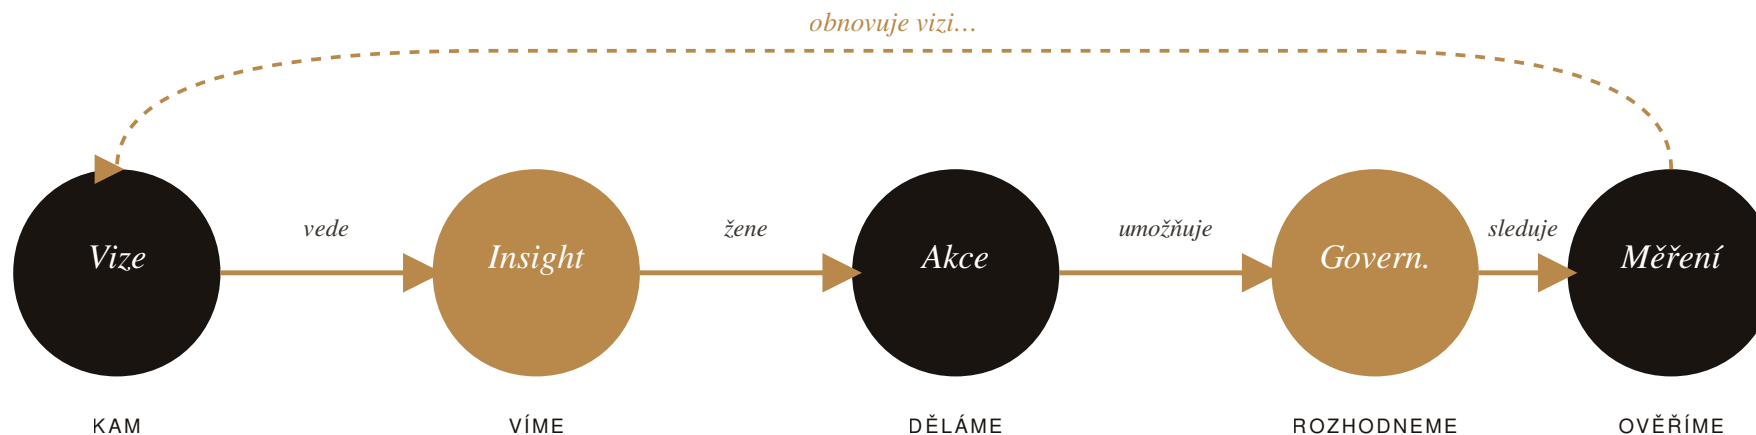 obnovuje vizi…
vede
žene
umožňuje
sleduje
Vize
Insight
Akce
Govern.
Měření
KAM
VÍME
DĚLÁME
ROZHODNEME
OVĚŘÍME